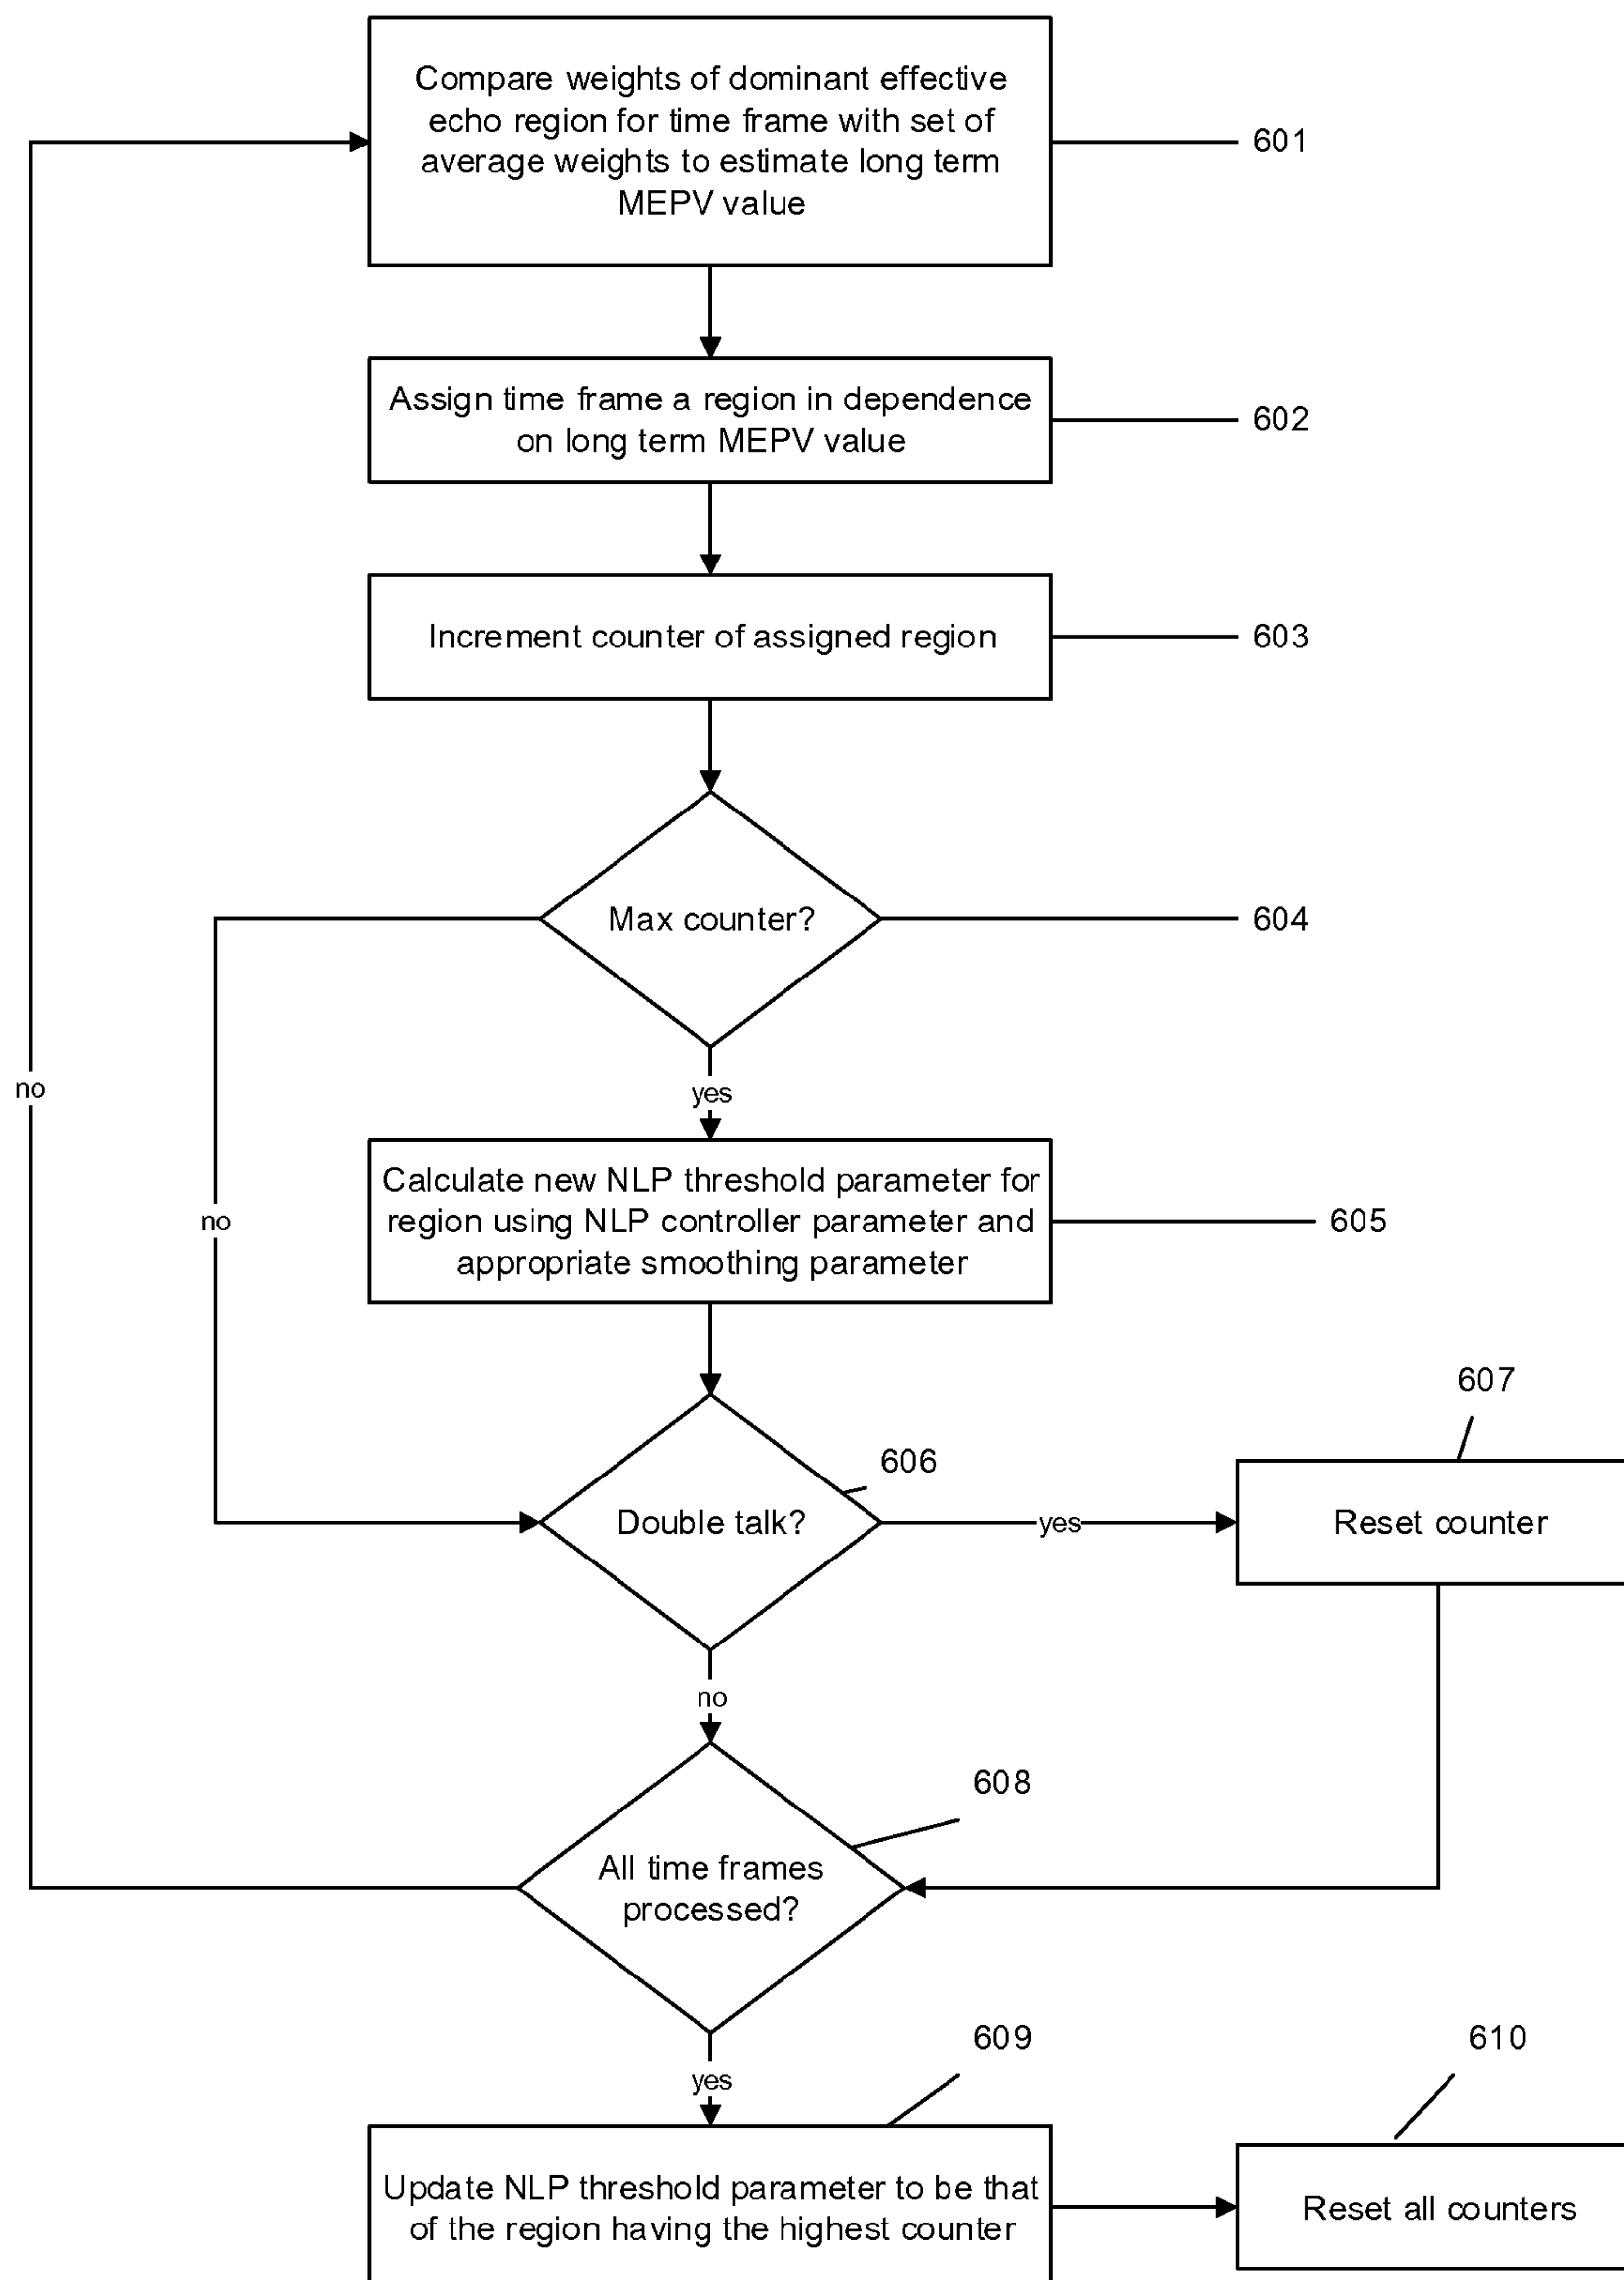 Compare weights of dominant effective
echo region for time frame with set of
average weights to estimate long term
MEPV value
601
Assign time frame a region in dependence
on long term MEPV value
602
Increment counter of assigned region
603
Max counter?
604
no
yes
Calculate new NLP threshold parameter for
region using NLP controller parameter and
appropriate smoothing parameter
605
no
607
606
Double talk?
yes
Reset counter
no
608
All time frames
processed?
609
610
yes
Update NLP threshold parameter to be that
of the region having the highest counter
Reset all counters